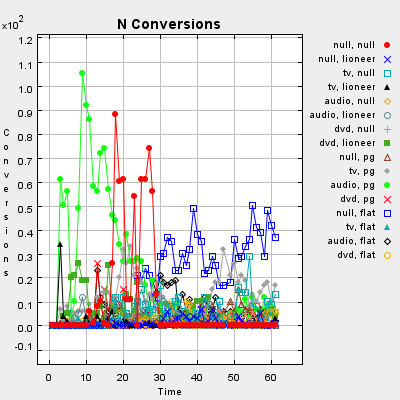 N Conversions
x10²
1.2
1.1
1.0
0.9
0.8
0.7
0.6
0.5
0.4
0.3
0.2
0.1
0.0
-0.1
Conversions
0 10 20 30 40 50 60
Time
null, null
null, lioneer
tv, null
tv, lioneer
audio, null
audio, lioneer
dvd, null
dvd, lioneer
null, pg
tv, pg
audio, pg
dvd, pg
null, flat
tv, flat
audio, flat
dvd, flat